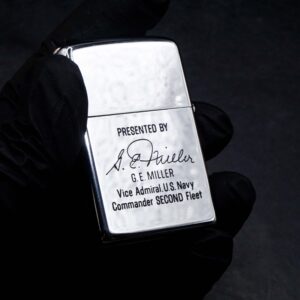 PRESENTED BY
G. E. Miller
G. E. MILLER
Vice Admiral, U.S. Navy
Commander SECOND Fleet